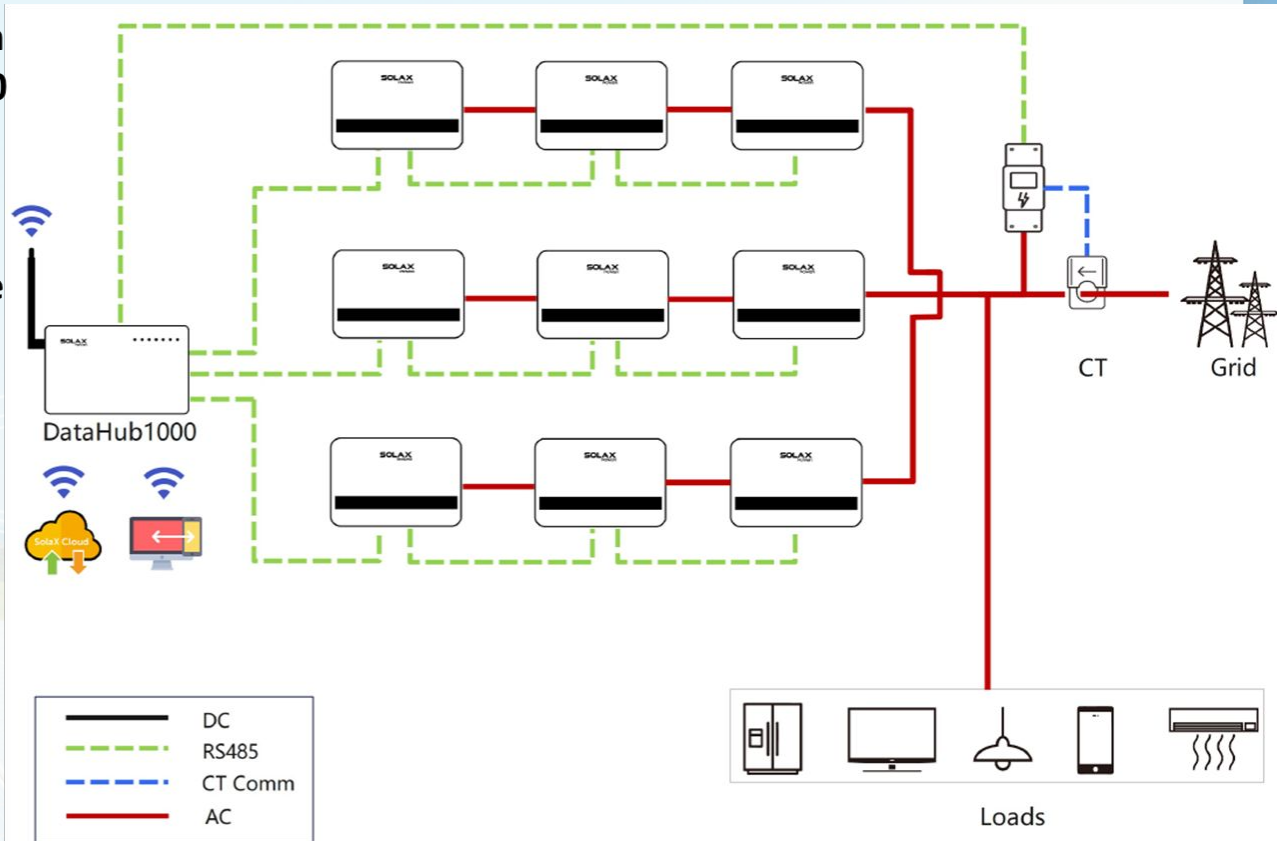 SOLAX
SOLAX
SOLAX
SOLAX
SOLAX
SOLAX
SOLAX
DataHub1000
CT
Grid
SOLAX
SOLAX
SOLAX
SolaX Cloud
DC
RS485
CT Comm
AC
Loads